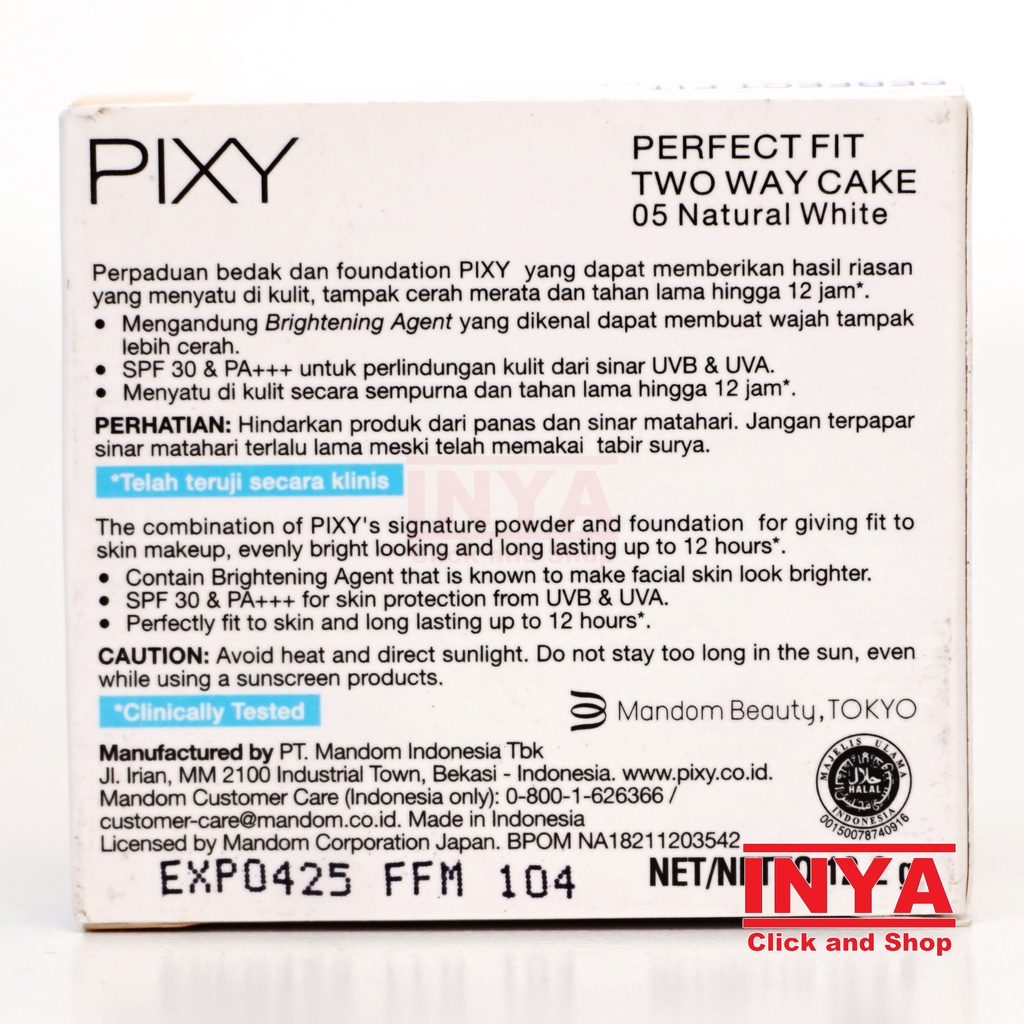 PIXY
PERFECT FIT
TWO WAY CAKE
05 Natural White
Perpaduan bedak dan foundation PIXY yang dapat memberikan hasil riasan
yang menyatu di kulit, tampak cerah merata dan tahan lama hingga 12 jam*.
• Mengandung Brightening Agent yang dikenal dapat membuat wajah tampak
lebih cerah.
• SPF 30 & PA+++ untuk perlindungan kulit dari sinar UVB & UVA.
• Menyatu di kulit secara sempurna dan tahan lama hingga 12 jam*.
PERHATIAN: Hindarkan produk dari panas dan sinar matahari. Jangan terpapar
sinar matahari terlalu lama meski telah memakai tabir surya.
*Telah teruji secara klinis
INYA
Click and Shop
The combination of PIXY's signature powder and foundation for giving fit to
skin makeup, evenly bright looking and long lasting up to 12 hours*.
• Contain Brightening Agent that is known to make facial skin look brighter.
• SPF 30 & PA+++ for skin protection from UVB & UVA.
• Perfectly fit to skin and long lasting up to 12 hours*.
CAUTION: Avoid heat and direct sunlight. Do not stay too long in the sun, even
while using a sunscreen products.
*Clinically Tested
Mandom Beauty, TOKYO
Manufactured by PT. Mandom Indonesia Tbk
Jl. Irian, MM 2100 Industrial Town, Bekasi - Indonesia. www.pixy.co.id.
Mandom Customer Care (Indonesia only): 0-800-1-626366 /
customer-care@mandom.co.id. Made in Indonesia
Licensed by Mandom Corporation Japan. BPOM NA18211203542
MAJELIS ULAMA
حلال
HALAL
INDONESIA
00150078740916
EXP0425 FFM 104
INYA
Click and Shop